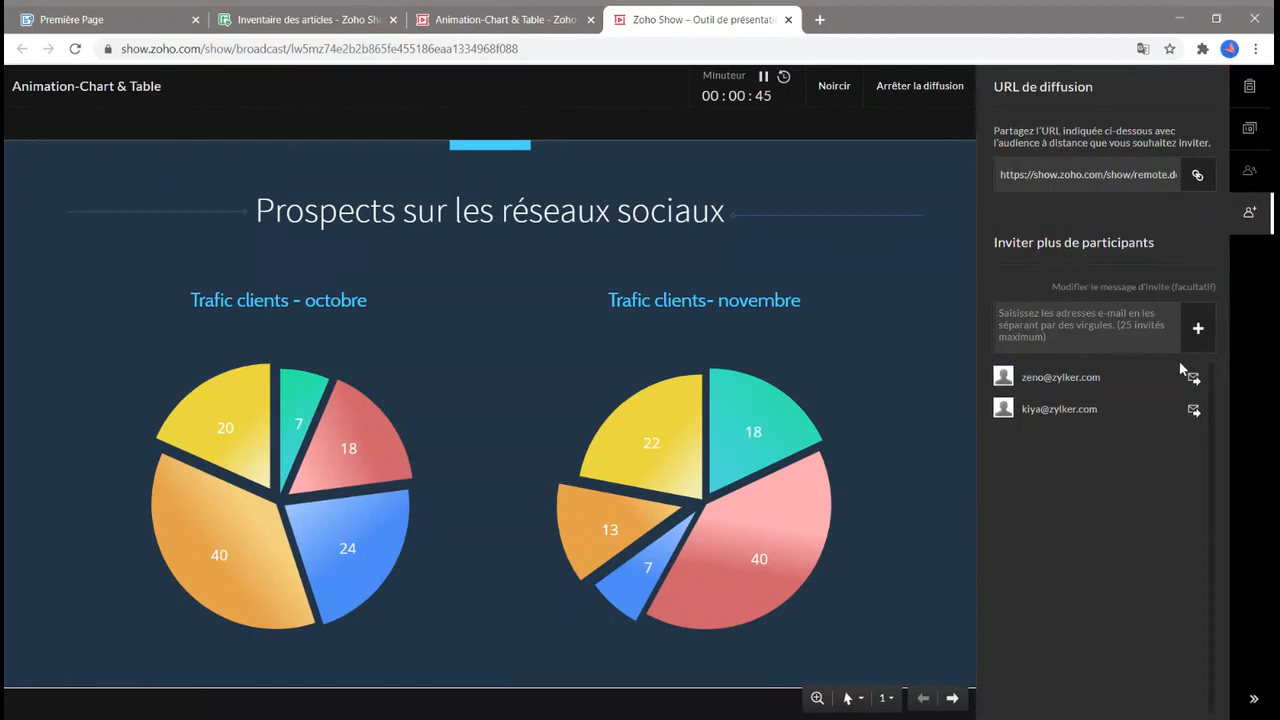 Première Page
Inventaire des articles - Zoho Sh
Animation-Chart & Table - Zoho
Zoho Show – Outil de présentatio
show.zoho.com/show/broadcast/lw5mz74e2b2b865fe455186eaa1334968f088
Animation-Chart & Table
Minuteur
00 : 00 : 45
Noircir
Arrêter la diffusion
Prospects sur les réseaux sociaux
Trafic clients - octobre
20
7
18
24
40
Trafic clients- novembre
22
18
13
7
40
1
URL de diffusion
Partagez l'URL indiquée ci-dessous avec
l'audience à distance que vous souhaitez inviter.
https://show.zoho.com/show/remote.d
Inviter plus de participants
Modifier le message d'invite (facultatif)
Saisissez les adresses e-mail en les
séparant par des virgules. (25 invités
maximum)
zeno@zylker.com
kiya@zylker.com